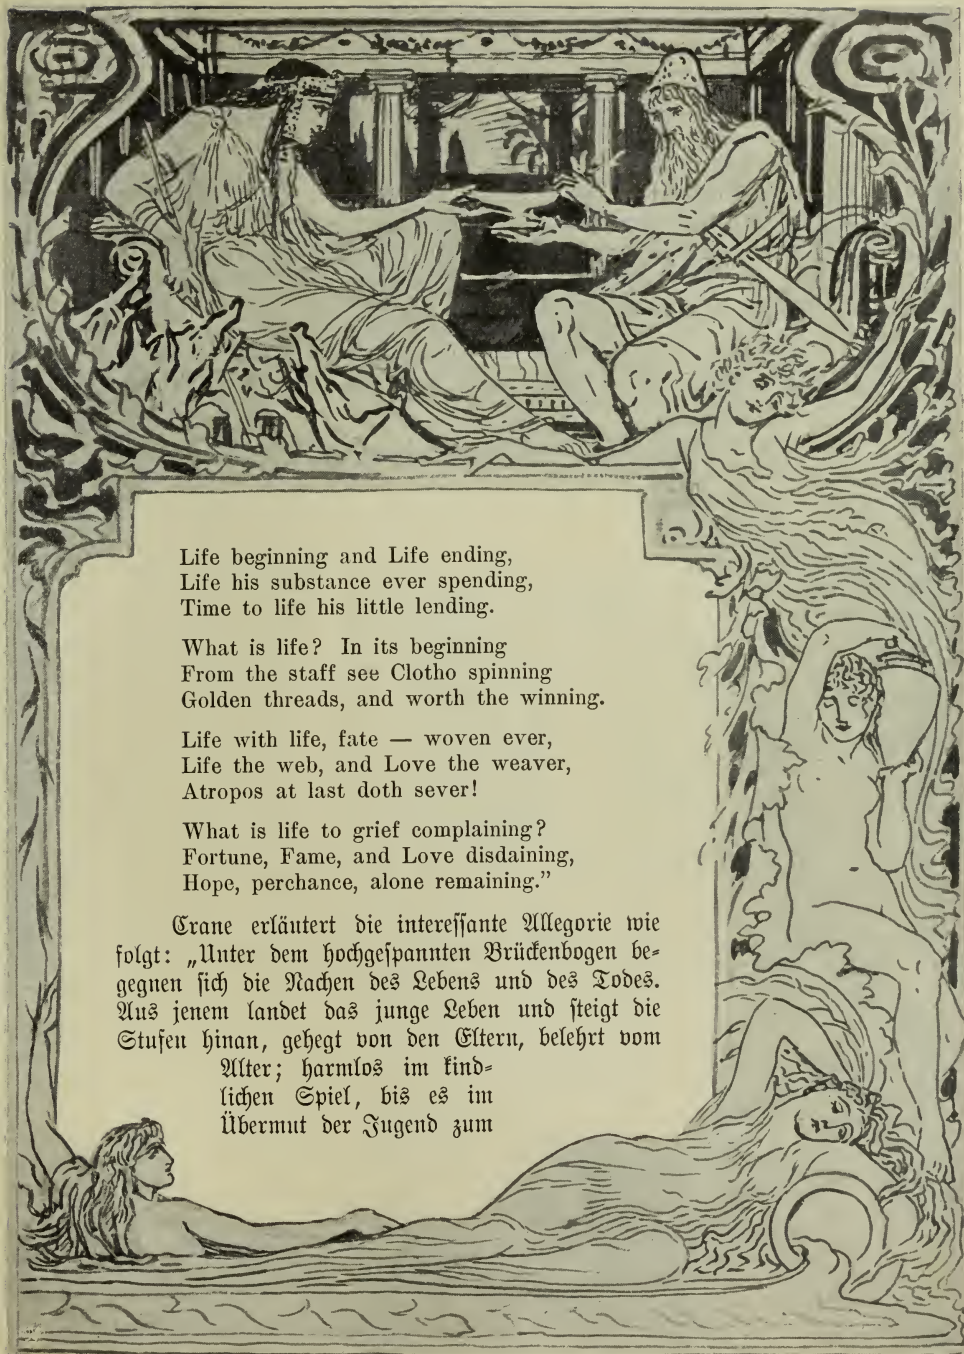 Life beginning and Life ending,
Life his substance ever spending,
Time to life his little lending.
What is life? In its beginning
From the staff see Clotho spinning
Golden threads, and worth the winning.
Life with life, fate — woven ever,
Life the web, and Love the weaver,
Atropos at last doth sever!
What is life to grief complaining?
Fortune, Fame, and Love disdaining,
Hope, perchance, alone remaining.”
Crane erläutert die interessante Allegorie wie
folgt: „Unter dem hochgespannten Brückenbogen be-
gegnen sich die Nachen des Lebens und des Todes.
Aus jenem landet das junge Leben und steigt die
Stufen hinan, gehegt von den Eltern, belehrt vom
Alter; harmlos im kind-
lichen Spiel, bis es im
Übermut der Jugend zum